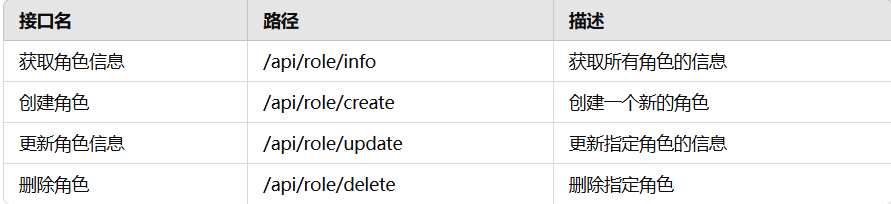 接口名 路径 描述
获取角色信息 /api/role/info 获取所有角色的信息
创建角色 /api/role/create 创建一个新的角色
更新角色信息 /api/role/update 更新指定角色的信息
删除角色 /api/role/delete 删除指定角色